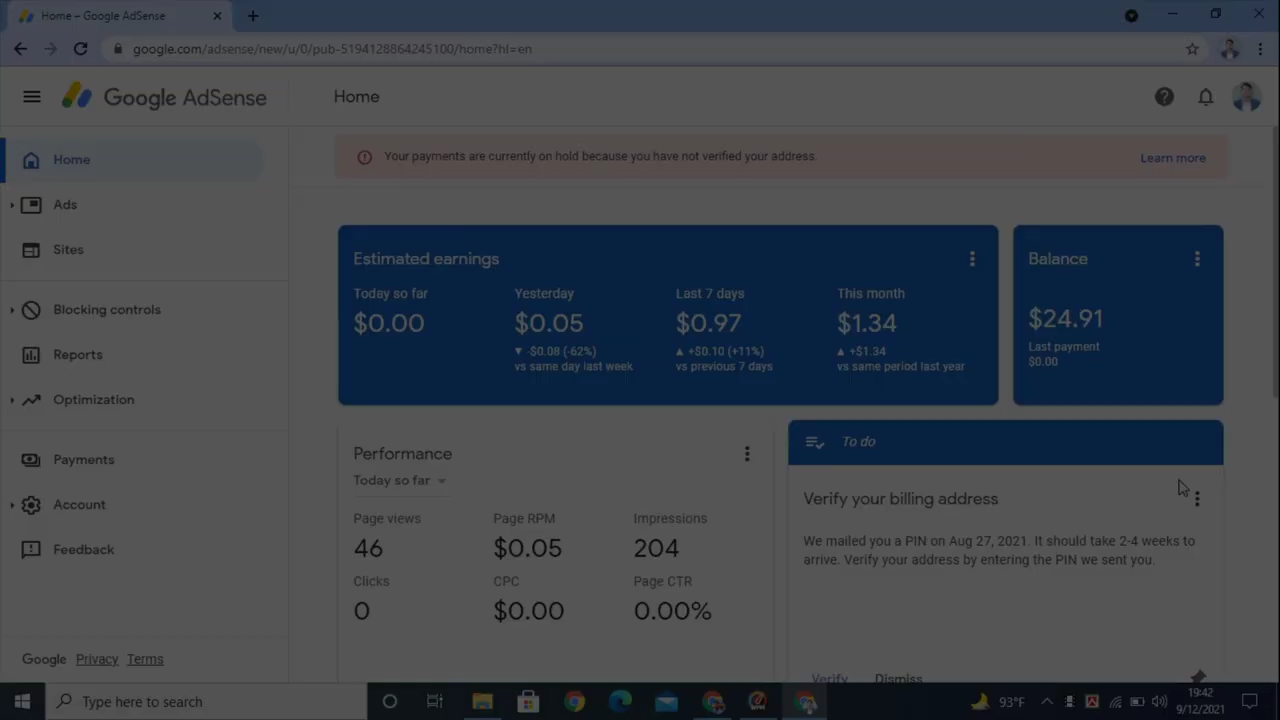 Home – Google AdSense
google.com/adsense/new/u/0/pub-5194128864245100/home?hl=en
Google AdSense
Home
Home
Ads
Sites
Blocking controls
Reports
Optimization
Payments
Account
Feedback
Google Privacy Terms
Your payments are currently on hold because you have not verified your address.
Learn more
Estimated earnings
Today so far
$0.00
Yesterday
$0.05
-$0.08 (-62%)
vs same day last week
Last 7 days
$0.97
+$0.10 (+11%)
vs previous 7 days
This month
$1.34
+$1.34
vs same period last year
Balance
$24.91
Last payment
$0.00
Performance
Today so far
Page views
46
Page RPM
$0.05
Impressions
204
Clicks
0
CPC
$0.00
Page CTR
0.00%
To do
Verify your billing address
We mailed you a PIN on Aug 27, 2021. It should take 2-4 weeks to
arrive. Verify your address by entering the PIN we sent you.
Verify Dismiss
Type here to search
93°F
19:42
9/12/2021